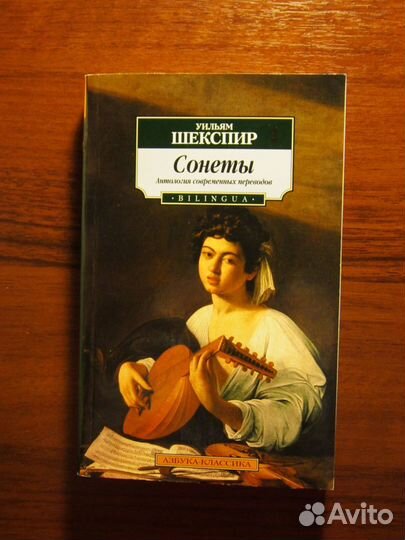 УИЛЬЯМ
ШЕКСПИР
Сонеты
Антология современных переводов
· BILINGUA ·
АЗБУКА-КЛАССИКА
Avito